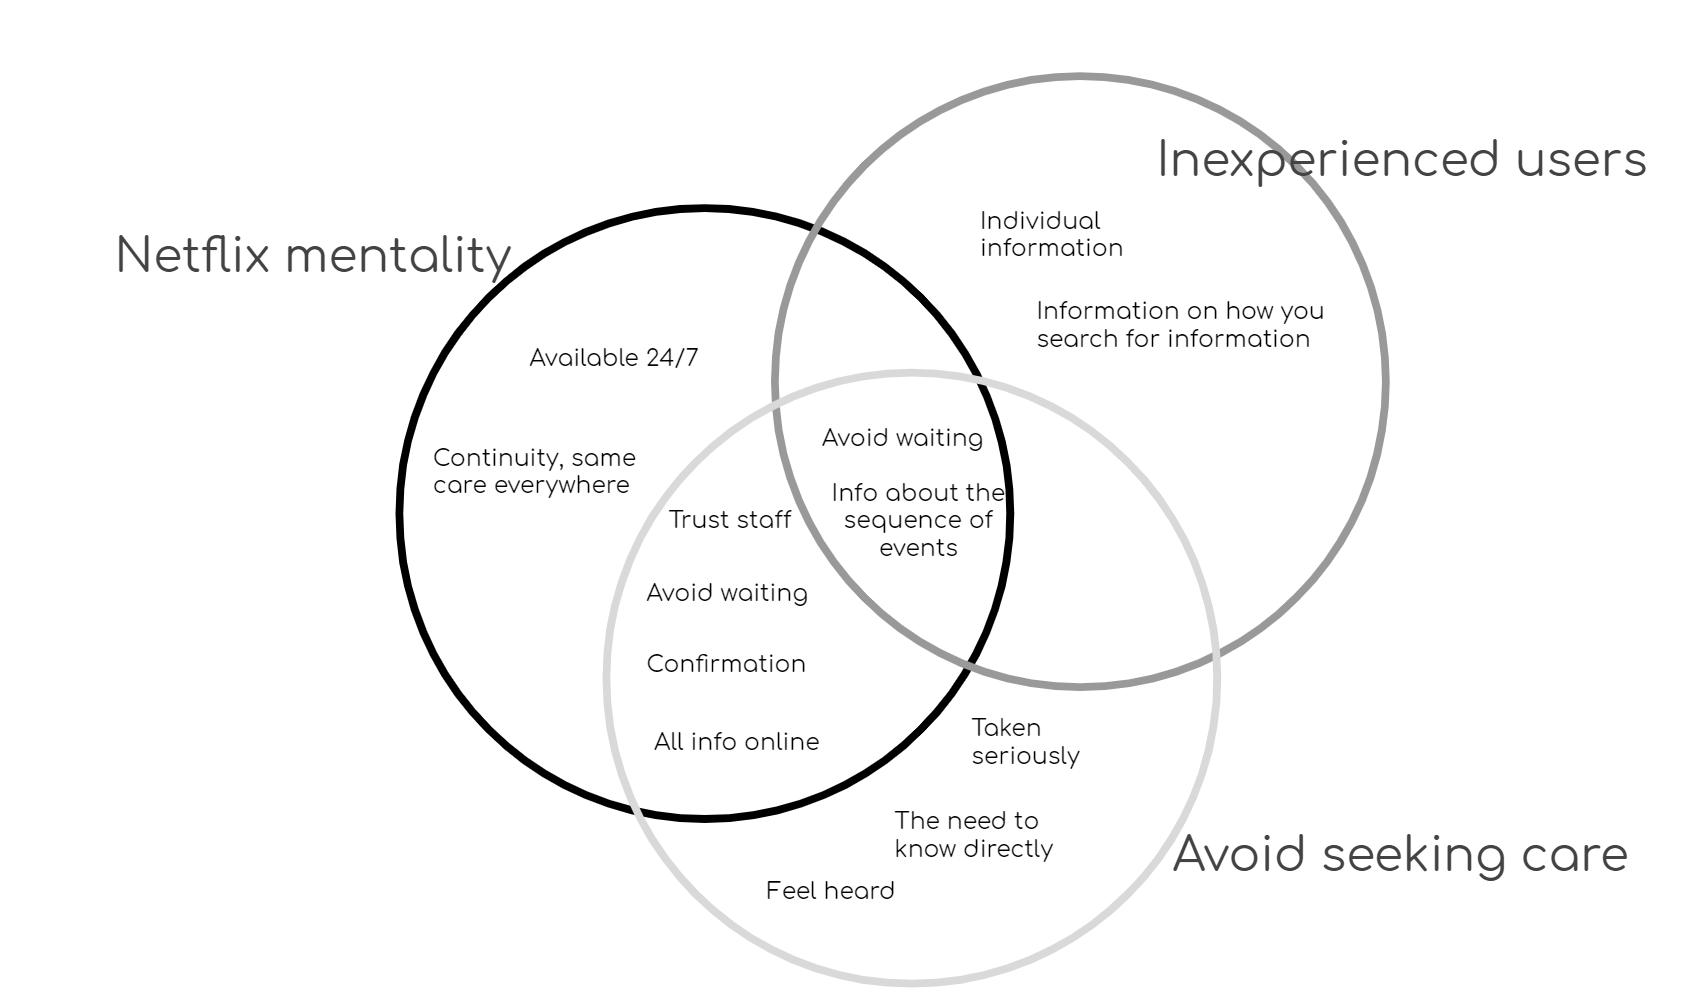 Inexperienced users
Individual
information
Netflix mentality
Information on how you
search for information
Available 24/7
Avoid waiting
Continuity, same
care everywhere
Info about the
sequence of
events
Trust staff
Avoid waiting
Confirmation
All info online
Taken
seriously
The need to
know directly
Avoid seeking care
Feel heard